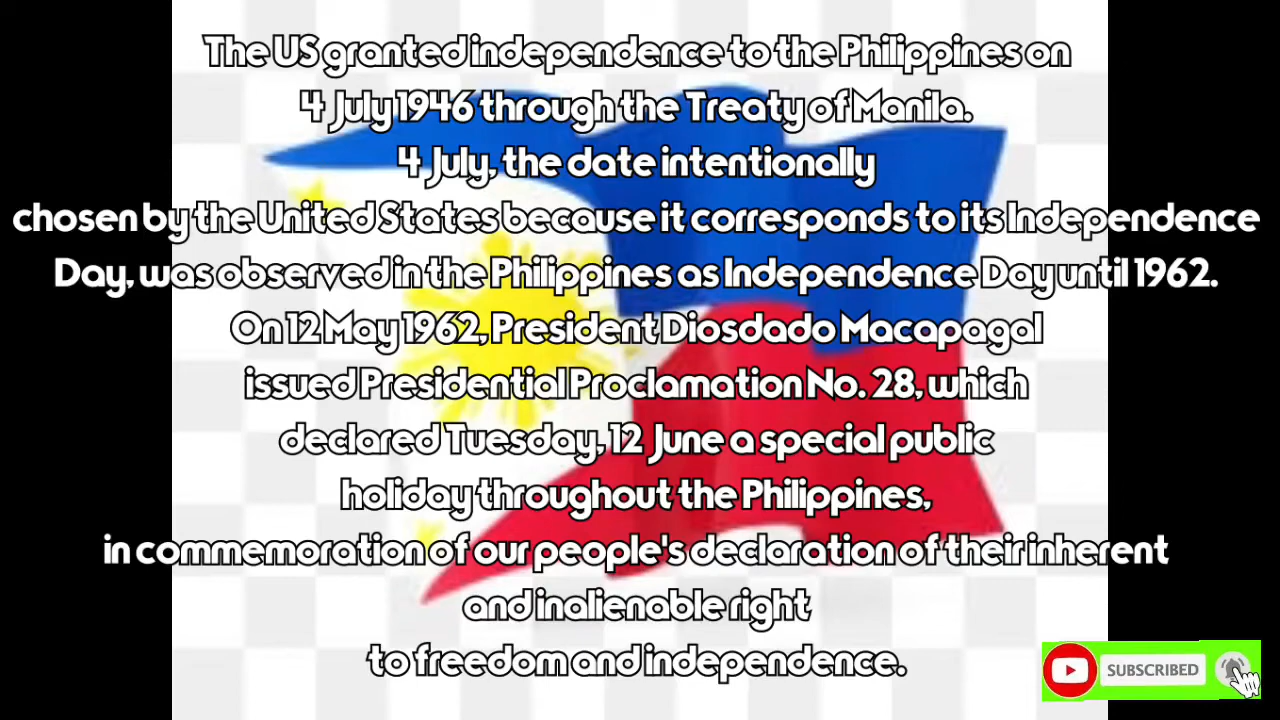 The US granted independence to the Philippines on
4 July 1946 through the Treaty of Manila.
4 July, the date intentionally
chosen by the United States because it corresponds to its Independence
Day, was observed in the Philippines as Independence Day until 1962.
On 12 May 1962, President Diosdado Macapagal
issued Presidential Proclamation No. 28, which
declared Tuesday, 12 June a special public
holiday throughout the Philippines,
in commemoration of our people's declaration of their inherent
and inalienable right
to freedom and independence.
SUBSCRIBED